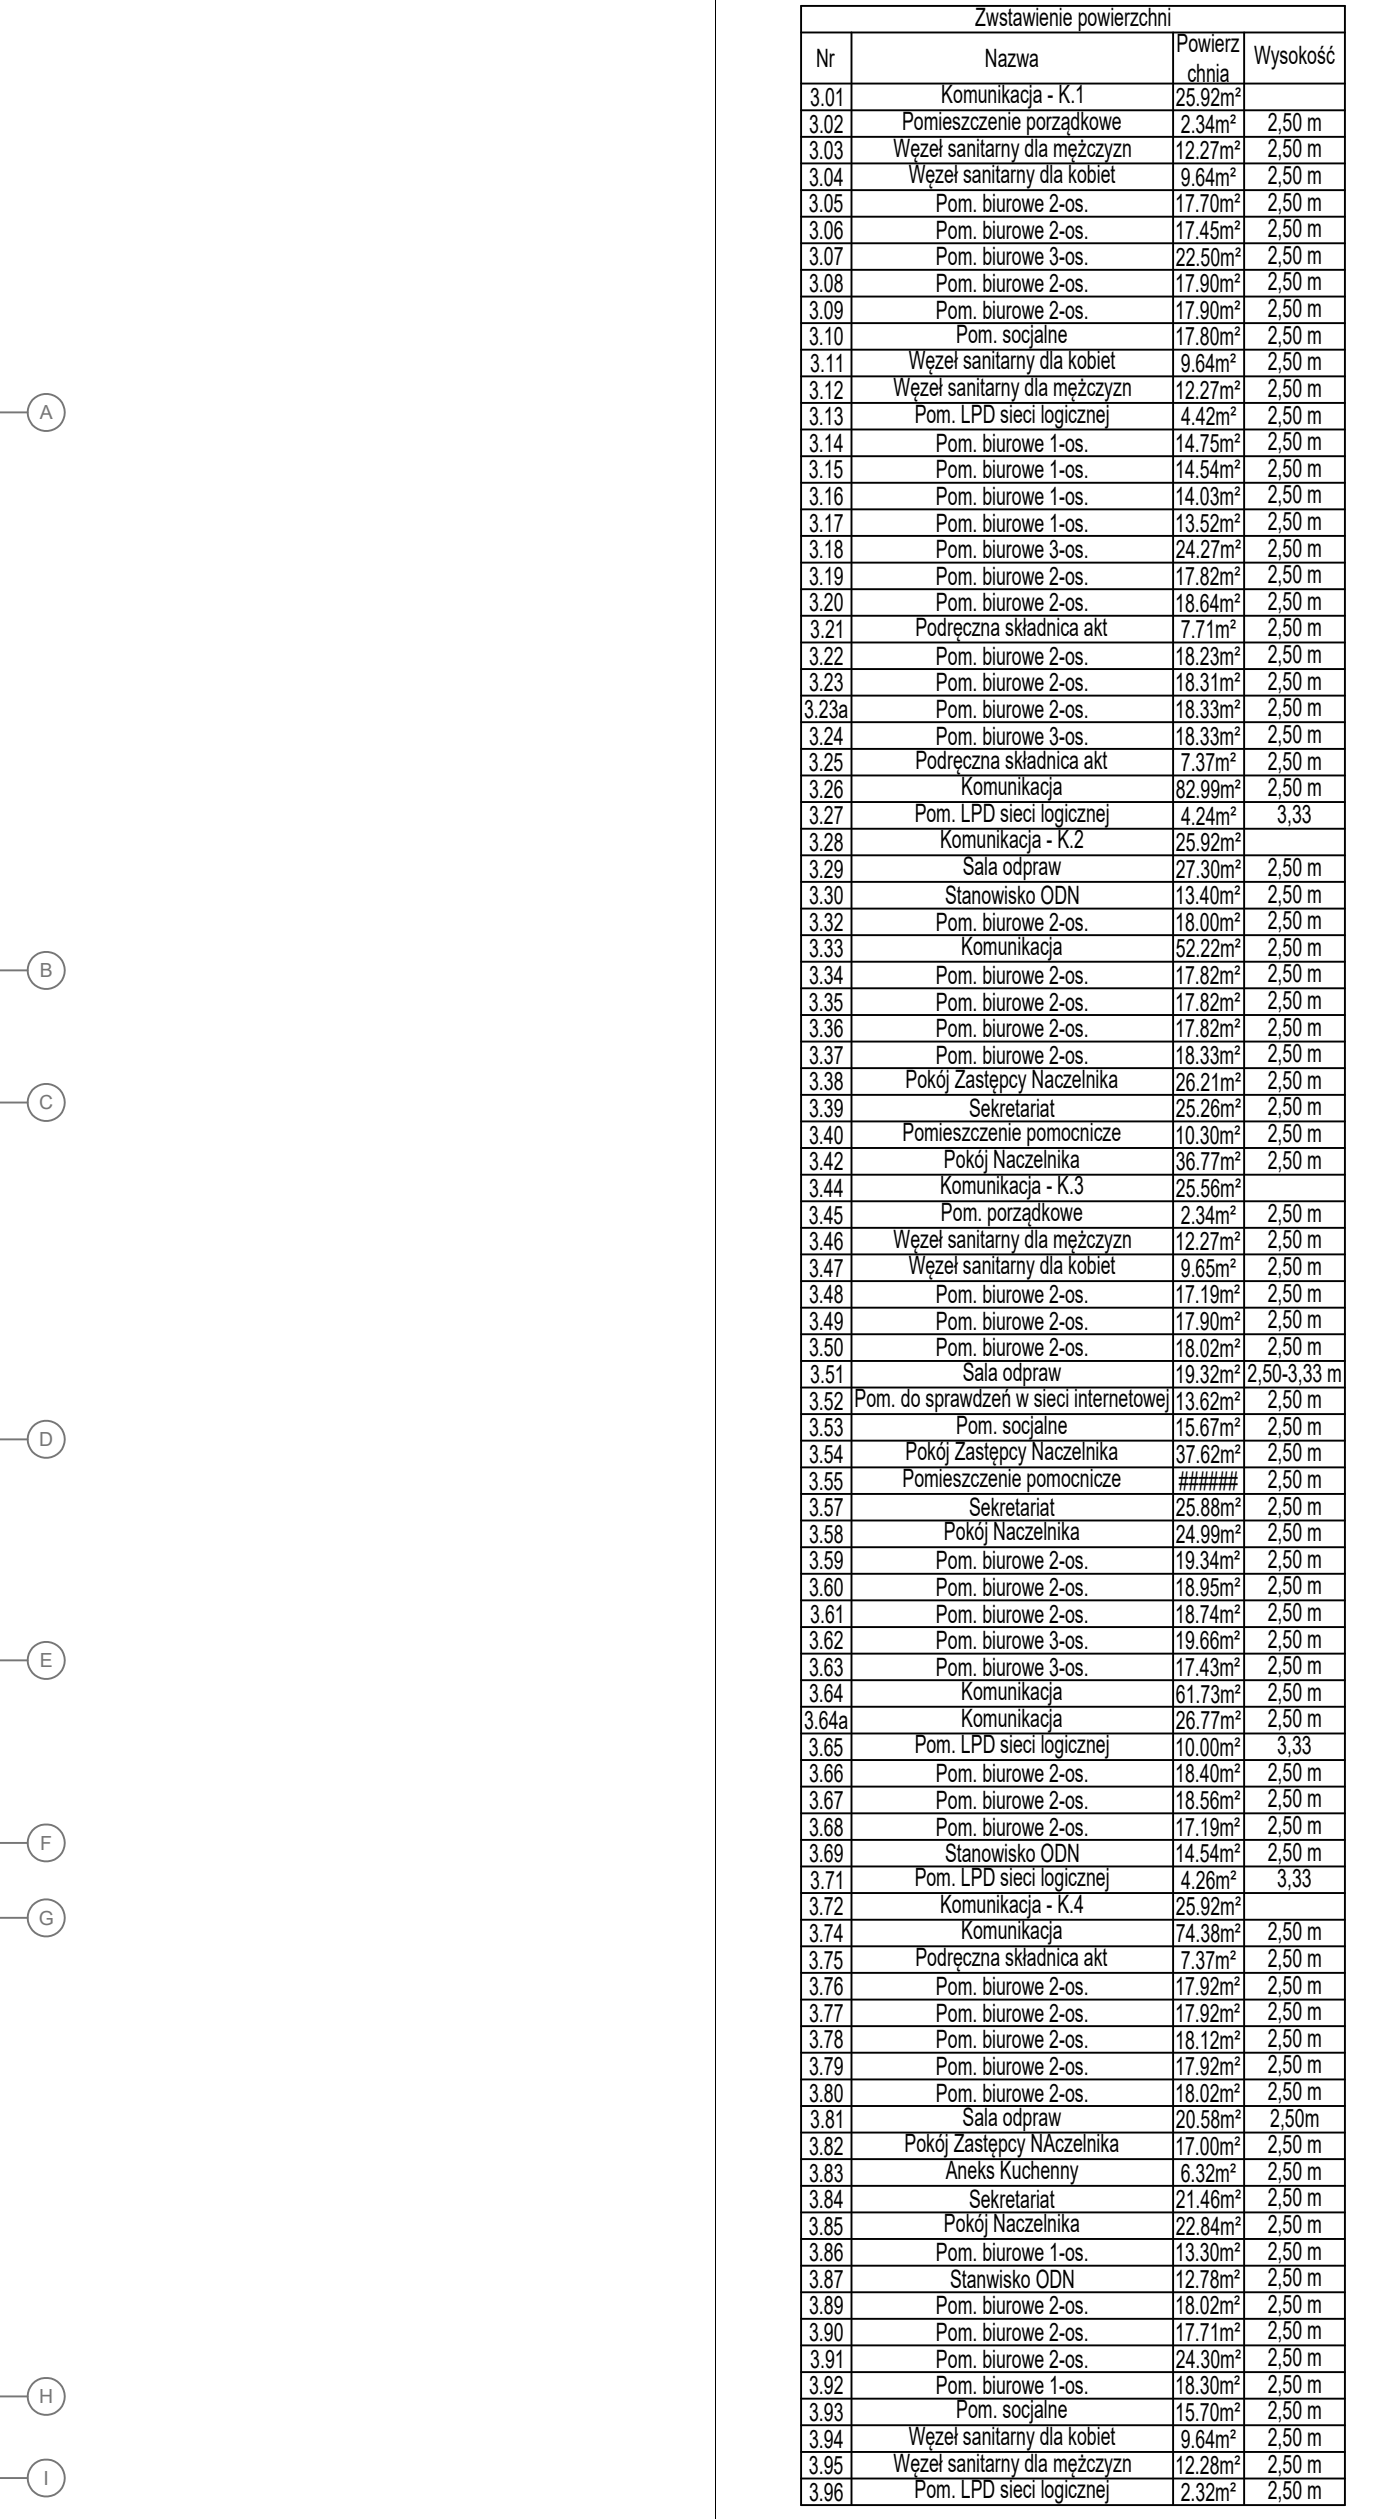 Zwstawienie powierzchni
Nr Nazwa Powierz chnia Wysokość
3.01 Komunikacja - K.1 25.92m²
3.02 Pomieszczenie porządkowe 2.34m² 2,50 m
3.03 Węzeł sanitarny dla mężczyzn 12.27m² 2,50 m
3.04 Węzeł sanitarny dla kobiet 9.64m² 2,50 m
3.05 Pom. biurowe 2-os. 17.70m² 2,50 m
3.06 Pom. biurowe 2-os. 17.45m² 2,50 m
3.07 Pom. biurowe 3-os. 22.50m² 2,50 m
3.08 Pom. biurowe 2-os. 17.90m² 2,50 m
3.09 Pom. biurowe 2-os. 17.90m² 2,50 m
3.10 Pom. socjalne 17.80m² 2,50 m
3.11 Węzeł sanitarny dla kobiet 9.64m² 2,50 m
3.12 Węzeł sanitarny dla mężczyzn 12.27m² 2,50 m
A
3.13 Pom. LPD sieci logicznej 4.42m² 2,50 m
3.14 Pom. biurowe 1-os. 14.75m² 2,50 m
3.15 Pom. biurowe 1-os. 14.54m² 2,50 m
3.16 Pom. biurowe 1-os. 14.03m² 2,50 m
3.17 Pom. biurowe 1-os. 13.52m² 2,50 m
3.18 Pom. biurowe 3-os. 24.27m² 2,50 m
3.19 Pom. biurowe 2-os. 17.82m² 2,50 m
3.20 Pom. biurowe 2-os. 18.64m² 2,50 m
3.21 Podręczna składnica akt 7.71m² 2,50 m
3.22 Pom. biurowe 2-os. 18.23m² 2,50 m
3.23 Pom. biurowe 2-os. 18.31m² 2,50 m
3.23a Pom. biurowe 2-os. 18.33m² 2,50 m
3.24 Pom. biurowe 3-os. 18.33m² 2,50 m
3.25 Podręczna składnica akt 7.37m² 2,50 m
3.26 Komunikacja 82.99m² 2,50 m
3.27 Pom. LPD sieci logicznej 4.24m² 3,33
3.28 Komunikacja - K.2 25.92m²
3.29 Sala odpraw 27.30m² 2,50 m
3.30 Stanowisko ODN 13.40m² 2,50 m
3.32 Pom. biurowe 2-os. 18.00m² 2,50 m
3.33 Komunikacja 52.22m² 2,50 m
B
3.34 Pom. biurowe 2-os. 17.82m² 2,50 m
3.35 Pom. biurowe 2-os. 17.82m² 2,50 m
3.36 Pom. biurowe 2-os. 17.82m² 2,50 m
3.37 Pom. biurowe 2-os. 18.33m² 2,50 m
3.38 Pokój Zastępcy Naczelnika 26.21m² 2,50 m
C
3.39 Sekretariat 25.26m² 2,50 m
3.40 Pomieszczenie pomocnicze 10.30m² 2,50 m
3.42 Pokój Naczelnika 36.77m² 2,50 m
3.44 Komunikacja - K.3 25.56m²
3.45 Pom. porządkowe 2.34m² 2,50 m
3.46 Węzeł sanitarny dla mężczyzn 12.27m² 2,50 m
3.47 Węzeł sanitarny dla kobiet 9.65m² 2,50 m
3.48 Pom. biurowe 2-os. 17.19m² 2,50 m
3.49 Pom. biurowe 2-os. 17.90m² 2,50 m
3.50 Pom. biurowe 2-os. 18.02m² 2,50 m
3.51 Sala odpraw 19.32m² 2,50-3,33 m
3.52 Pom. do sprawdzeń w sieci internetowej 13.62m² 2,50 m
3.53 Pom. socjalne 15.67m² 2,50 m
D
3.54 Pokój Zastępcy Naczelnika 37.62m² 2,50 m
3.55 Pomieszczenie pomocnicze ###### 2,50 m
3.57 Sekretariat 25.88m² 2,50 m
3.58 Pokój Naczelnika 24.99m² 2,50 m
3.59 Pom. biurowe 2-os. 19.34m² 2,50 m
3.60 Pom. biurowe 2-os. 18.95m² 2,50 m
3.61 Pom. biurowe 2-os. 18.74m² 2,50 m
3.62 Pom. biurowe 3-os. 19.66m² 2,50 m
E
3.63 Pom. biurowe 3-os. 17.43m² 2,50 m
3.64 Komunikacja 61.73m² 2,50 m
3.64a Komunikacja 26.77m² 2,50 m
3.65 Pom. LPD sieci logicznej 10.00m² 3,33
3.66 Pom. biurowe 2-os. 18.40m² 2,50 m
3.67 Pom. biurowe 2-os. 18.56m² 2,50 m
3.68 Pom. biurowe 2-os. 17.19m² 2,50 m
F
3.69 Stanowisko ODN 14.54m² 2,50 m
3.71 Pom. LPD sieci logicznej 4.26m² 3,33
3.72 Komunikacja - K.4 25.92m²
G
3.74 Komunikacja 74.38m² 2,50 m
3.75 Podręczna składnica akt 7.37m² 2,50 m
3.76 Pom. biurowe 2-os. 17.92m² 2,50 m
3.77 Pom. biurowe 2-os. 17.92m² 2,50 m
3.78 Pom. biurowe 2-os. 18.12m² 2,50 m
3.79 Pom. biurowe 2-os. 17.92m² 2,50 m
3.80 Pom. biurowe 2-os. 18.02m² 2,50 m
3.81 Sala odpraw 20.58m² 2,50m
3.82 Pokój Zastępcy NAczelnika 17.00m² 2,50 m
3.83 Aneks Kuchenny 6.32m² 2,50 m
3.84 Sekretariat 21.46m² 2,50 m
3.85 Pokój Naczelnika 22.84m² 2,50 m
3.86 Pom. biurowe 1-os. 13.30m² 2,50 m
3.87 Stanwisko ODN 12.78m² 2,50 m
3.89 Pom. biurowe 2-os. 18.02m² 2,50 m
3.90 Pom. biurowe 2-os. 17.71m² 2,50 m
3.91 Pom. biurowe 2-os. 24.30m² 2,50 m
3.92 Pom. biurowe 1-os. 18.30m² 2,50 m
H
3.93 Pom. socjalne 15.70m² 2,50 m
3.94 Węzeł sanitarny dla kobiet 9.64m² 2,50 m
3.95 Węzeł sanitarny dla mężczyzn 12.28m² 2,50 m
I
3.96 Pom. LPD sieci logicznej 2.32m² 2,50 m